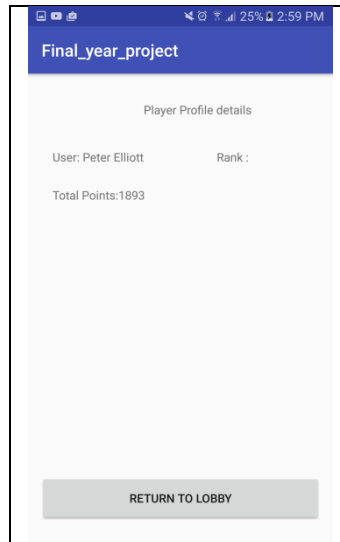 25% 2:59 PM
Final_year_project
Player Profile details
User: Peter Elliott Rank :
Total Points:1893
RETURN TO LOBBY